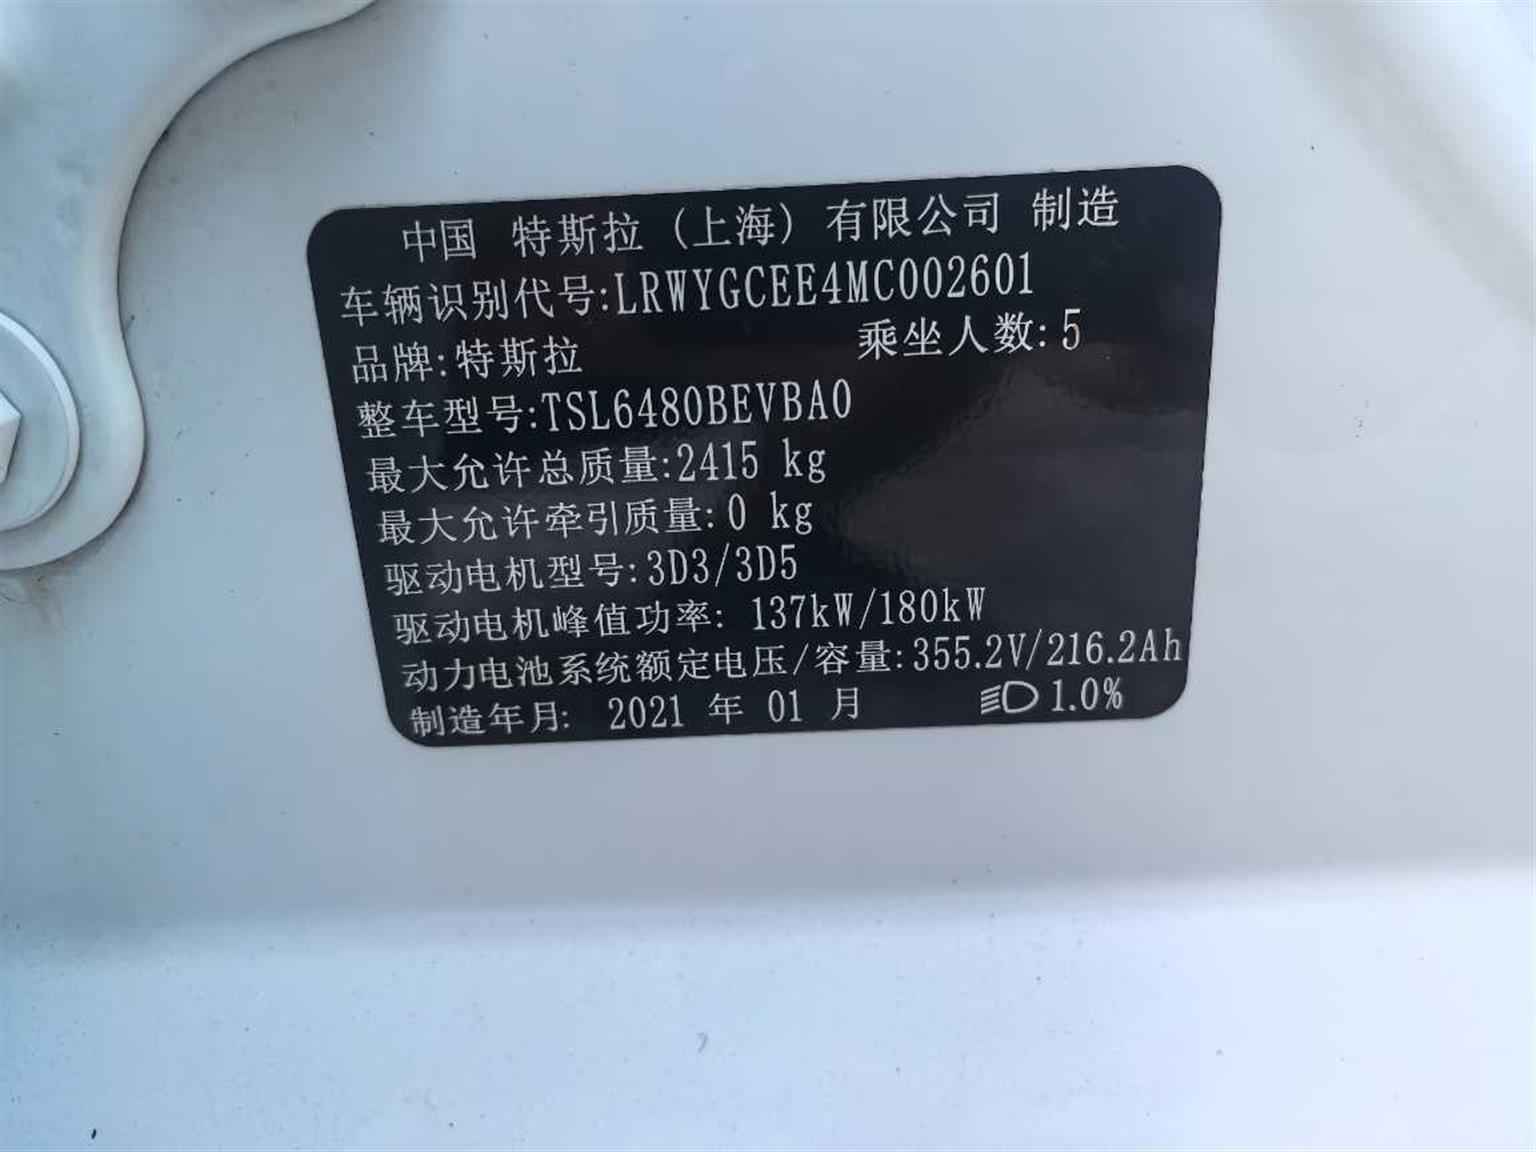 中国 特斯拉 (上海) 有限公司 制造
车辆识别代号:LRWYGCEE4MC002601
品牌:特斯拉 乘坐人数:5
整车型号:TSL6480BEVBA0
最大允许总质量:2415 kg
最大允许牵引质量:0 kg
驱动电机型号:3D3/3D5
驱动电机峰值功率: 137kW/180kW
动力电池系统额定电压/容量:355.2V/216.2Ah
制造年月: 2021 年 01 月 1.0%